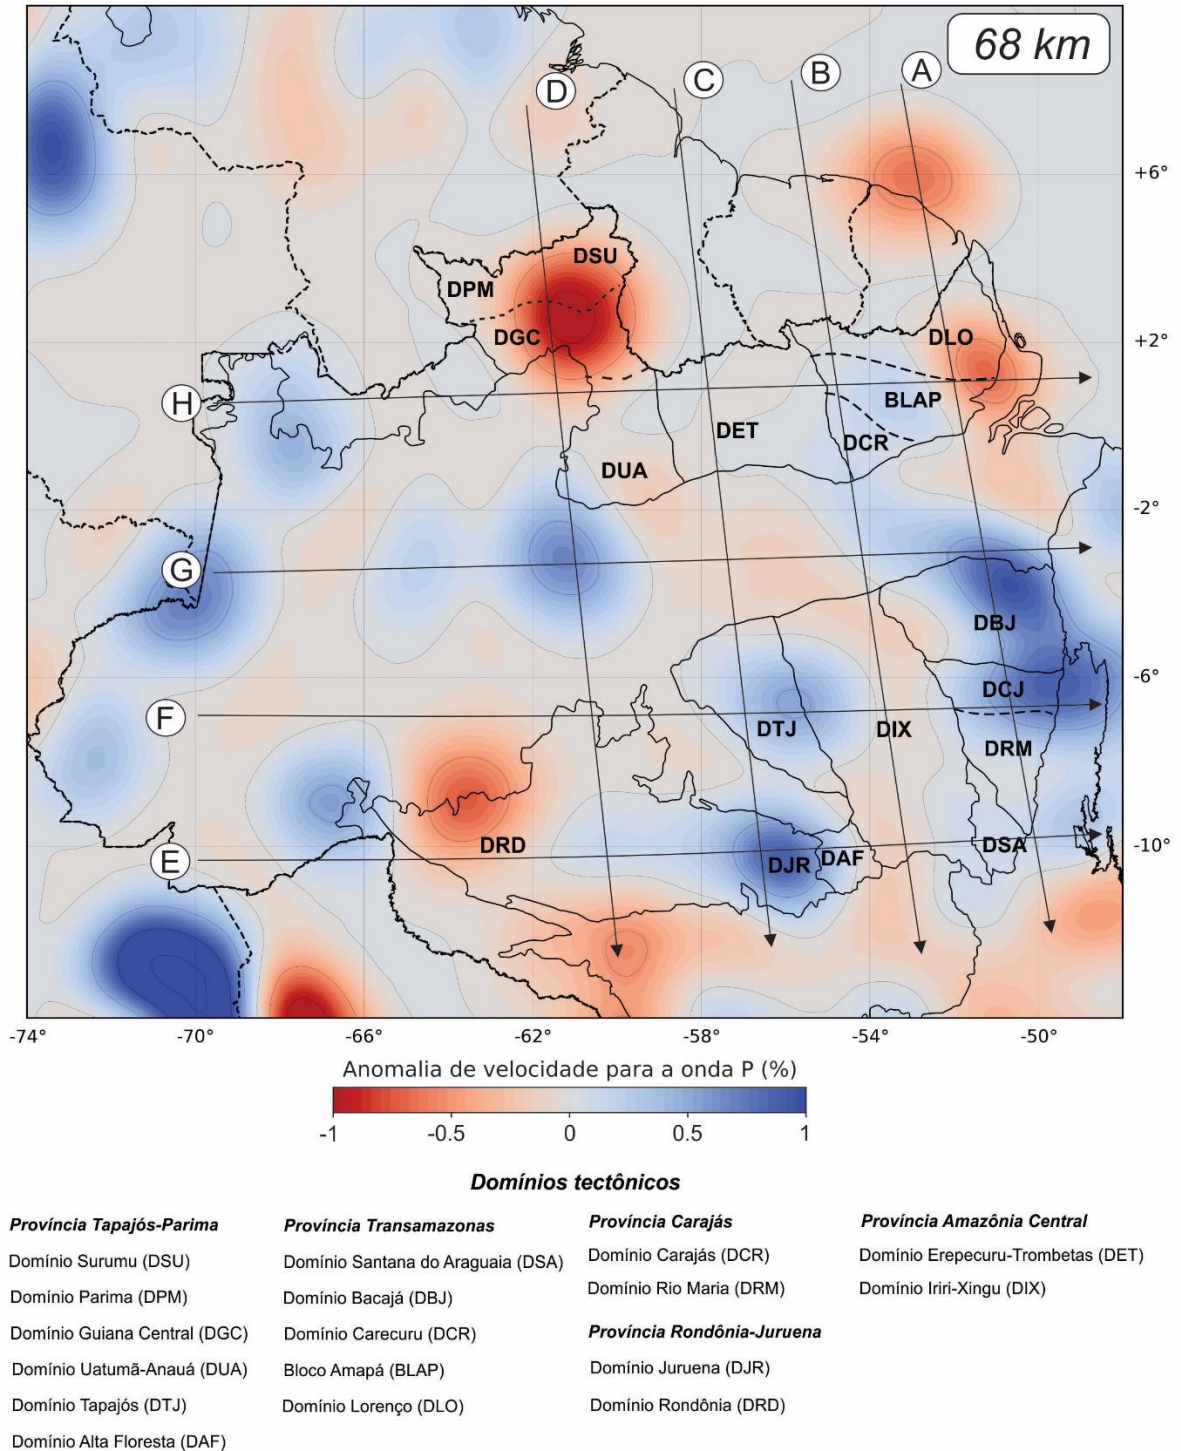 68 km
D
C
B
A
+6°
DSU
DPM
DGC
DLO
+2°
H
BLAP
DET
DCR
DUA
-2°
G
DBJ
-6°
DCJ
F
DTJ
DIX
DRM
DRD
DSA
-10°
E
DJR
DAF
-74°
-70°
-66°
-62°
-58°
-54°
-50°
Anomalia de velocidade para a onda P (%)
-1
-0.5
0
0.5
1
Domínios tectônicos
Província Tapajós-Parima
Domínio Surumu (DSU)
Domínio Parima (DPM)
Domínio Guiana Central (DGC)
Domínio Uatumã-Anauá (DUA)
Domínio Tapajós (DTJ)
Domínio Alta Floresta (DAF)
Província Transamazonas
Domínio Santana do Araguaia (DSA)
Domínio Bacajá (DBJ)
Domínio Carecuru (DCR)
Bloco Amapá (BLAP)
Domínio Lorenço (DLO)
Província Carajás
Domínio Carajás (DCR)
Domínio Rio Maria (DRM)
Província Rondônia-Juruena
Domínio Juruena (DJR)
Domínio Rondônia (DRD)
Província Amazônia Central
Domínio Erepecuru-Trombetas (DET)
Domínio Iriri-Xingu (DIX)